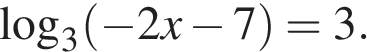 log₃(−2x − 7) = 3.